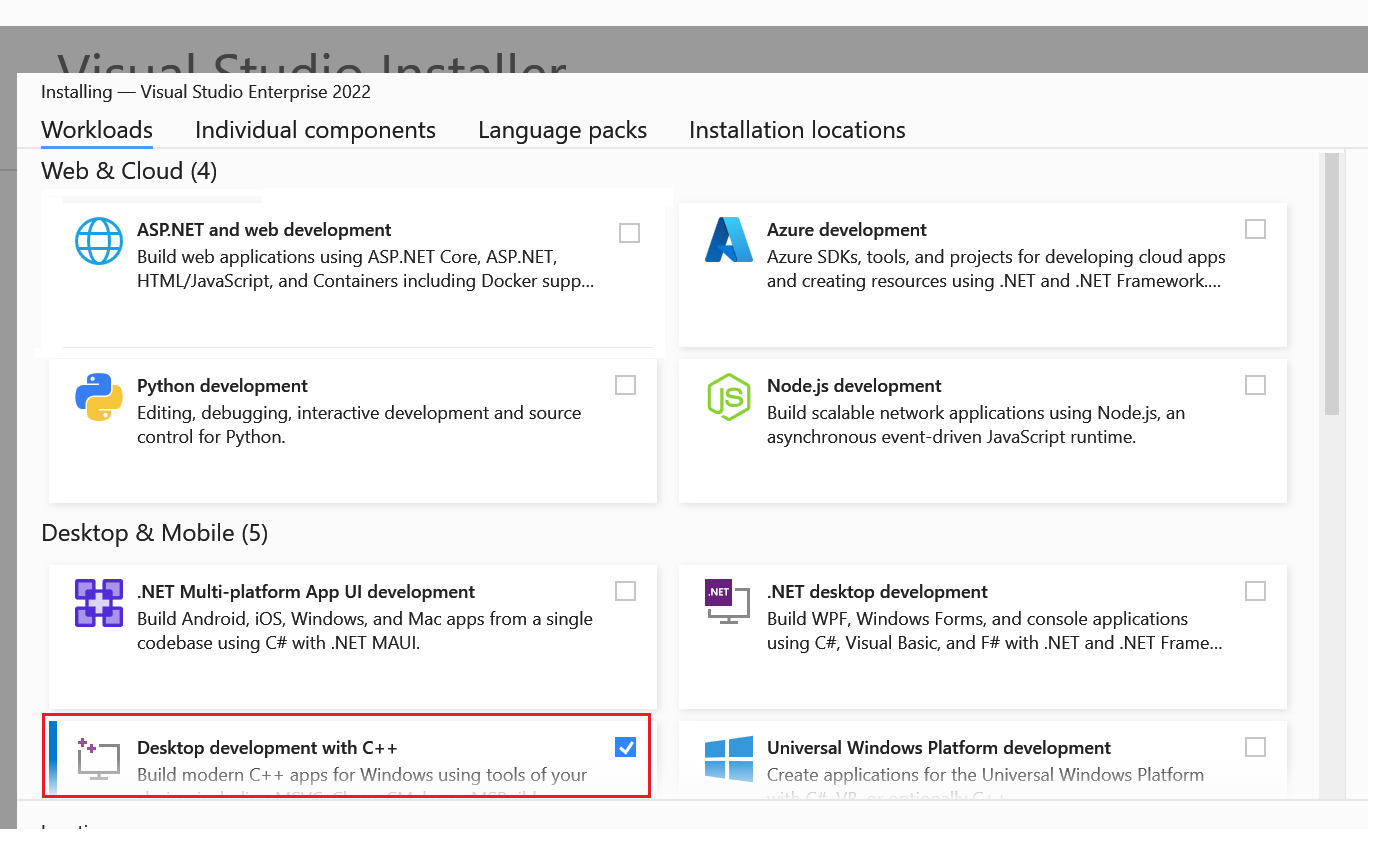 Visual Studio Installer
Installing — Visual Studio Enterprise 2022
Workloads Individual components Language packs Installation locations
Web & Cloud (4)
ASP.NET and web development
Build web applications using ASP.NET Core, ASP.NET,
HTML/JavaScript, and Containers including Docker supp...
Azure development
Azure SDKs, tools, and projects for developing cloud apps
and creating resources using .NET and .NET Framework....
Python development
Editing, debugging, interactive development and source
control for Python.
JS
Node.js development
Build scalable network applications using Node.js, an
asynchronous event-driven JavaScript runtime.
Desktop & Mobile (5)
.NET Multi-platform App UI development
Build Android, iOS, Windows, and Mac apps from a single
codebase using C# with .NET MAUI.
.NET
.NET desktop development
Build WPF, Windows Forms, and console applications
using C#, Visual Basic, and F# with .NET and .NET Frame...
Desktop development with C++
Build modern C++ apps for Windows using tools of your
Universal Windows Platform development
Create applications for the Universal Windows Platform
with C#, VB, or optionally C++